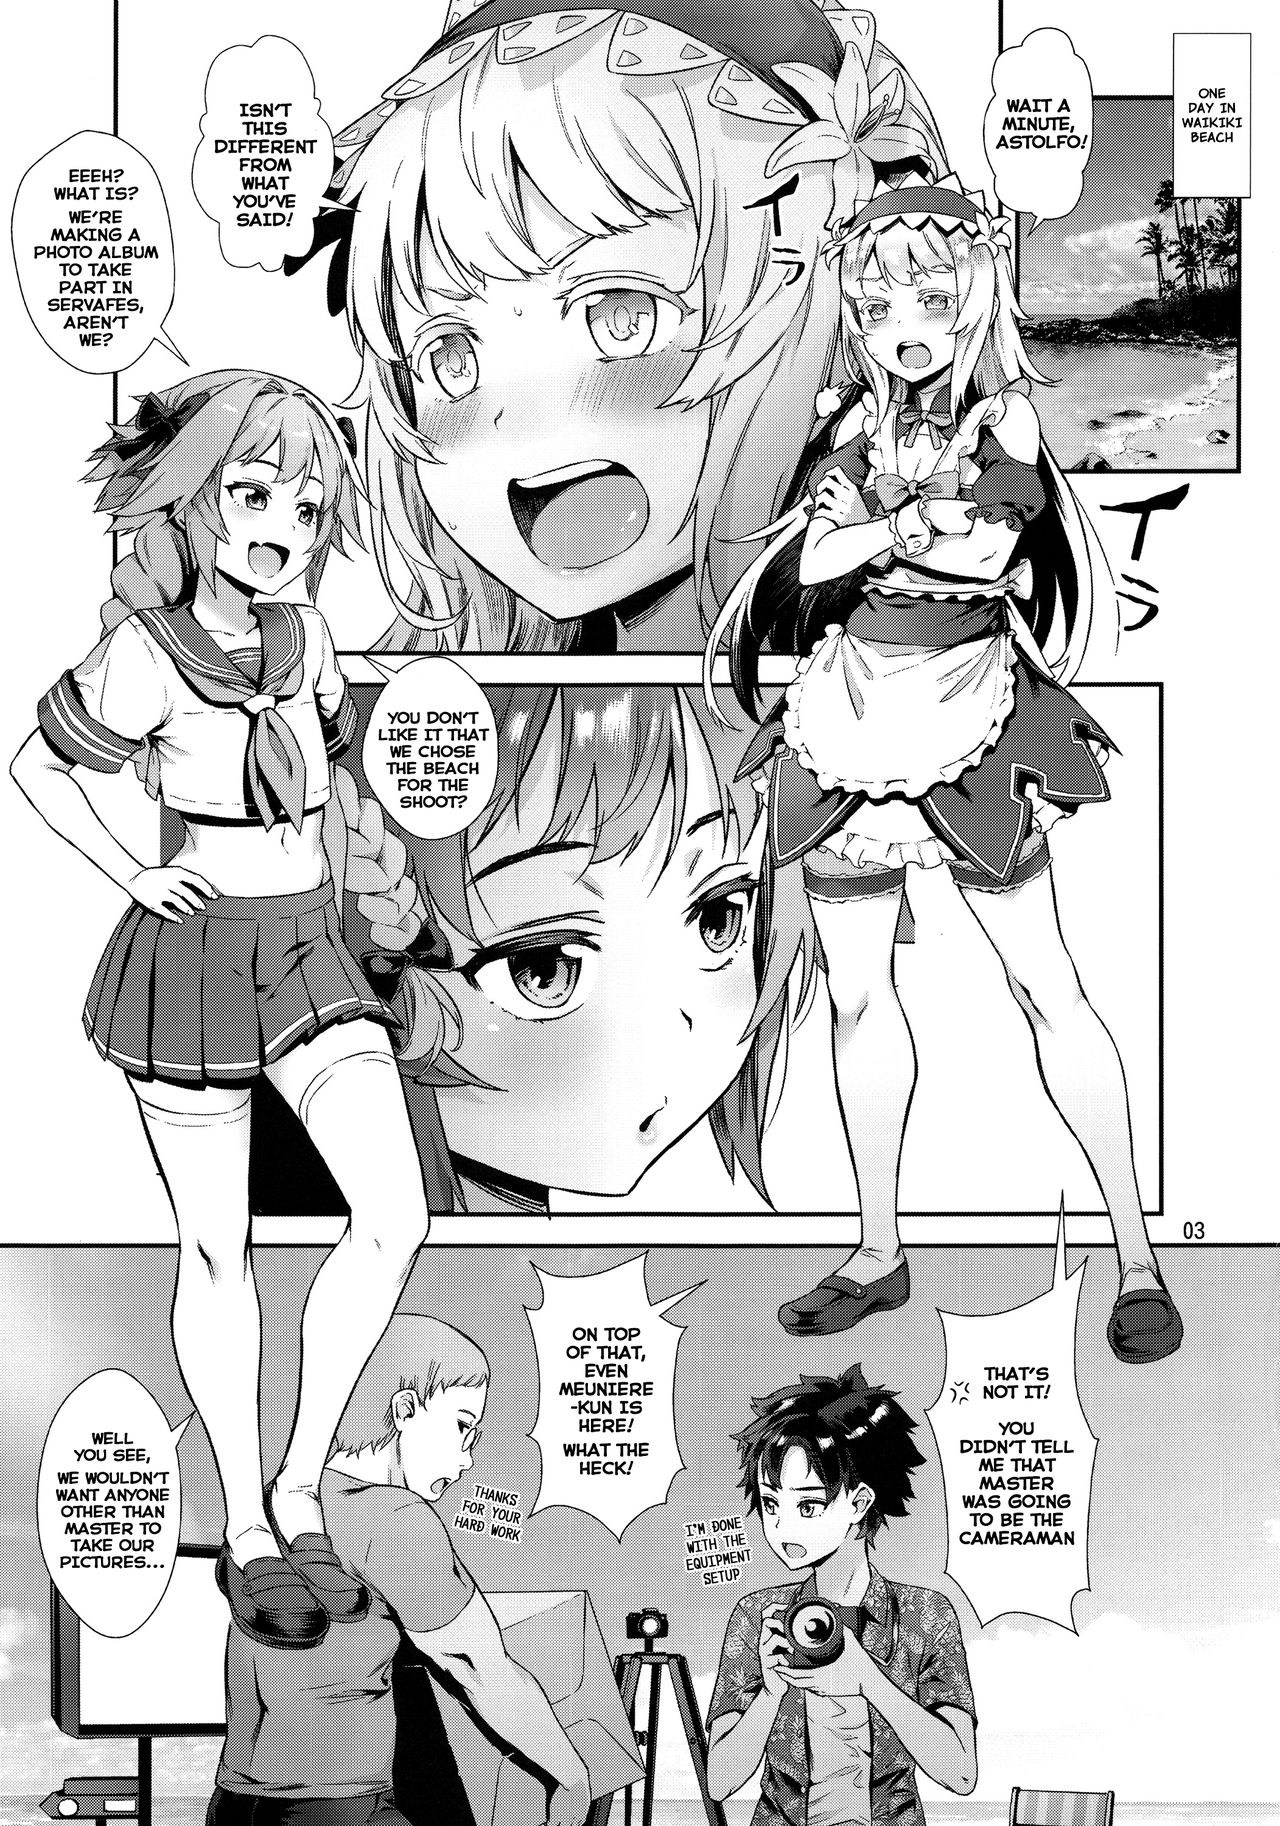 ONE
DAY IN
WAIKIKI
BEACH
WAIT A
MINUTE,
ASTOLFO!
イラ
イラ
ISN'T
THIS
DIFFERENT
FROM
WHAT
YOU'VE
SAID!
EEEH?
WHAT IS?
WE'RE
MAKING A
PHOTO ALBUM
TO TAKE
PART IN
SERVAFES,
AREN'T
WE?
YOU DON'T
LIKE IT THAT
WE CHOSE
THE BEACH
FOR THE
SHOOT?
03
THAT'S
NOT IT!
YOU
DIDN'T TELL
ME THAT
MASTER
WAS GOING
TO BE THE
CAMERAMAN
ON TOP
OF THAT,
EVEN
MEUNIERE
-KUN IS
HERE!
WHAT THE
HECK!
I'M DONE
WITH THE
EQUIPMENT
SETUP
THANKS
FOR YOUR
HARD WORK
WELL
YOU SEE,
WE WOULDN'T
WANT ANYONE
OTHER THAN
MASTER TO
TAKE OUR
PICTURES...